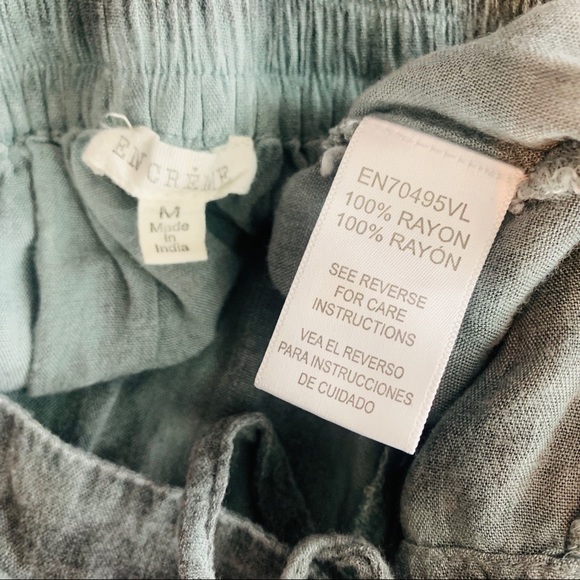 EN CRÈME
M
Made
in
India
EN70495VL
100% RAYON
100% RAYÓN
SEE REVERSE
FOR CARE
INSTRUCTIONS
VEA EL REVERSO
PARA INSTRUCCIONES
DE CUIDADO